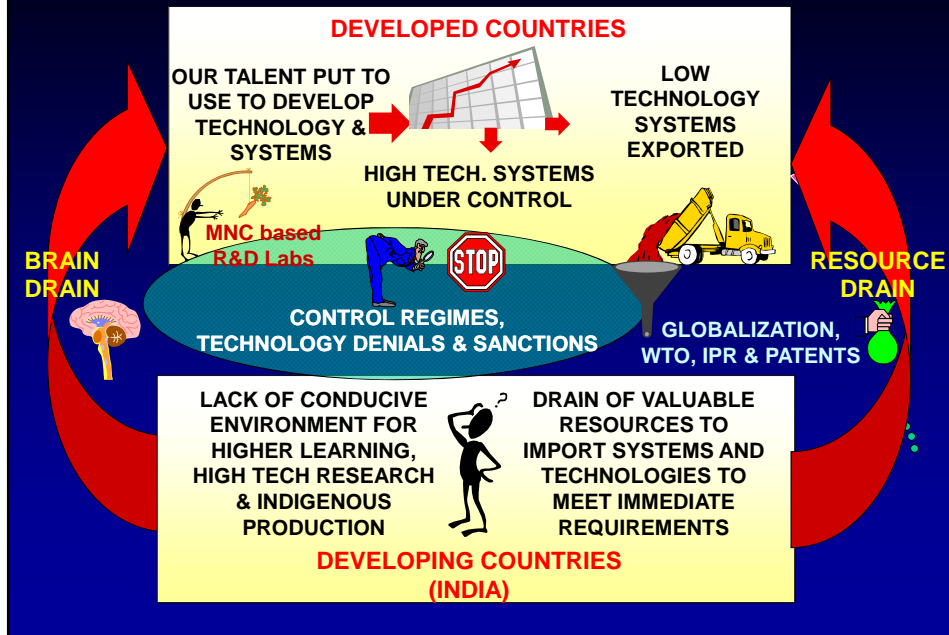 DEVELOPED COUNTRIES
OUR TALENT PUT TO
USE TO DEVELOP
TECHNOLOGY &
SYSTEMS
LOW
TECHNOLOGY
SYSTEMS
EXPORTED
HIGH TECH. SYSTEMS
UNDER CONTROL
MNC based
R&D Labs
BRAIN
DRAIN
STOP
RESOURCE
DRAIN
CONTROL REGIMES,
TECHNOLOGY DENIALS & SANCTIONS
GLOBALIZATION,
WTO, IPR & PATENTS
LACK OF CONDUCIVE
ENVIRONMENT FOR
HIGHER LEARNING,
HIGH TECH RESEARCH
& INDIGENOUS
PRODUCTION
?
DRAIN OF VALUABLE
RESOURCES TO
IMPORT SYSTEMS AND
TECHNOLOGIES TO
MEET IMMEDIATE
REQUIREMENTS
DEVELOPING COUNTRIES
(INDIA)